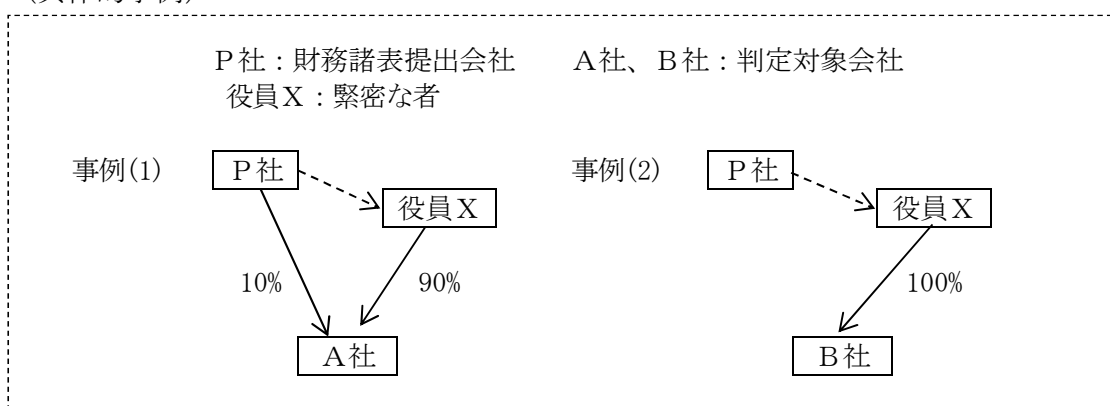 P社：財務諸表提出会社　　A社、B社：判定対象会社
役員X：緊密な者
事例(1)　P社　　事例(2)　P社
役員X　　役員X
10%　90%　　100%
A社　　B社